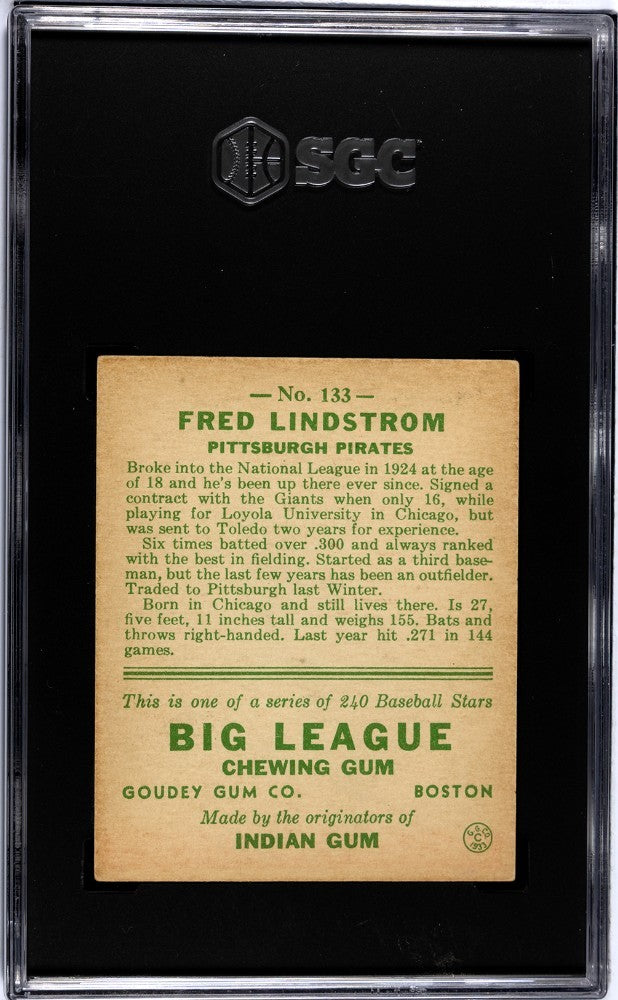 SGC
— No. 133 —
FRED LINDSTROM
PITTSBURGH PIRATES
Broke into the National League in 1924 at the age
of 18 and he's been up there ever since. Signed a
contract with the Giants when only 16, while
playing for Loyola University in Chicago, but
was sent to Toledo two years for experience.
Six times batted over .300 and always ranked
with the best in fielding. Started as a third base-
man, but the last few years has been an outfielder.
Traded to Pittsburgh last Winter.
Born in Chicago and still lives there. Is 27,
five feet, 11 inches tall and weighs 155. Bats and
throws right-handed. Last year hit .271 in 144
games.
This is one of a series of 240 Baseball Stars
BIG LEAGUE
CHEWING GUM
GOUDEY GUM CO. BOSTON
Made by the originators of
INDIAN GUM
G. G. CO.
C
1933